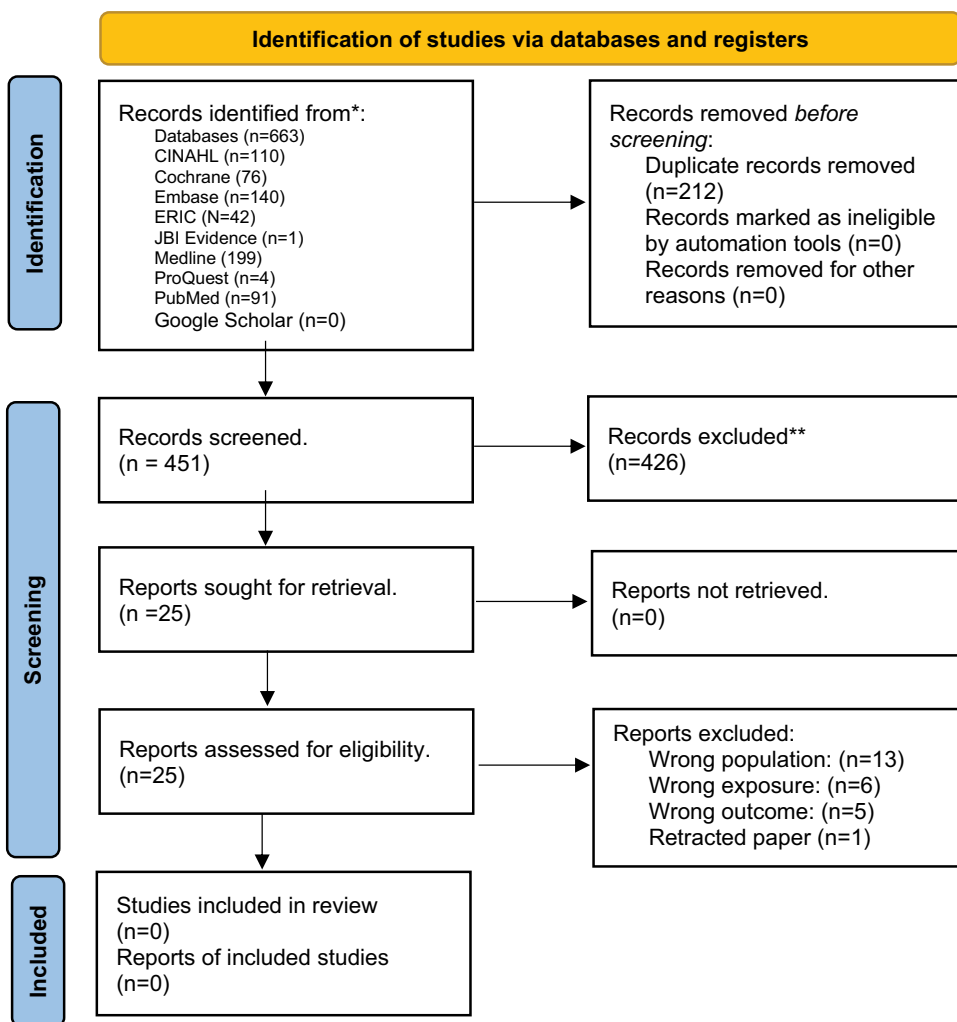 Identification of studies via databases and registers
Identification
Records identified from*:
Databases (n=663)
CINAHL (n=110)
Cochrane (76)
Embase (n=140)
ERIC (N=42)
JBI Evidence (n=1)
Medline (199)
ProQuest (n=4)
PubMed (n=91)
Google Scholar (n=0)
Records removed before
screening:
Duplicate records removed
(n=212)
Records marked as ineligible
by automation tools (n=0)
Records removed for other
reasons (n=0)
Screening
Records screened.
(n = 451)
Records excluded**
(n=426)
Reports sought for retrieval.
(n =25)
Reports not retrieved.
(n=0)
Reports assessed for eligibility.
(n=25)
Reports excluded:
Wrong population: (n=13)
Wrong exposure: (n=6)
Wrong outcome: (n=5)
Retracted paper (n=1)
Included
Studies included in review
(n=0)
Reports of included studies
(n=0)